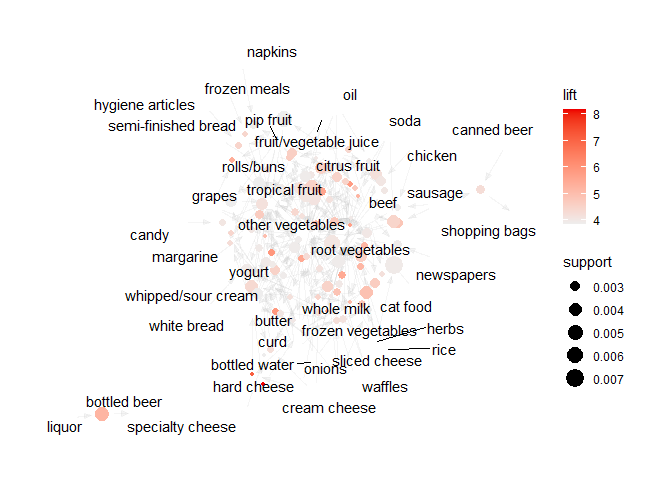 napkins
frozen meals
oil
lift
hygiene articles
8
semi-finished bread
pip fruit
soda
canned beer
7
fruit/vegetable juice
6
rolls/buns
citrus fruit
chicken
5
grapes
tropical fruit
beef
sausage
4
candy
other vegetables
shopping bags
margarine
root vegetables
support
yogurt
newspapers
0.003
whipped/sour cream
whole milk
cat food
0.004
white bread
butter
frozen vegetables
herbs
0.005
curd
rice
0.006
bottled water
onions
sliced cheese
0.007
hard cheese
waffles
bottled beer
cream cheese
liquor
specialty cheese